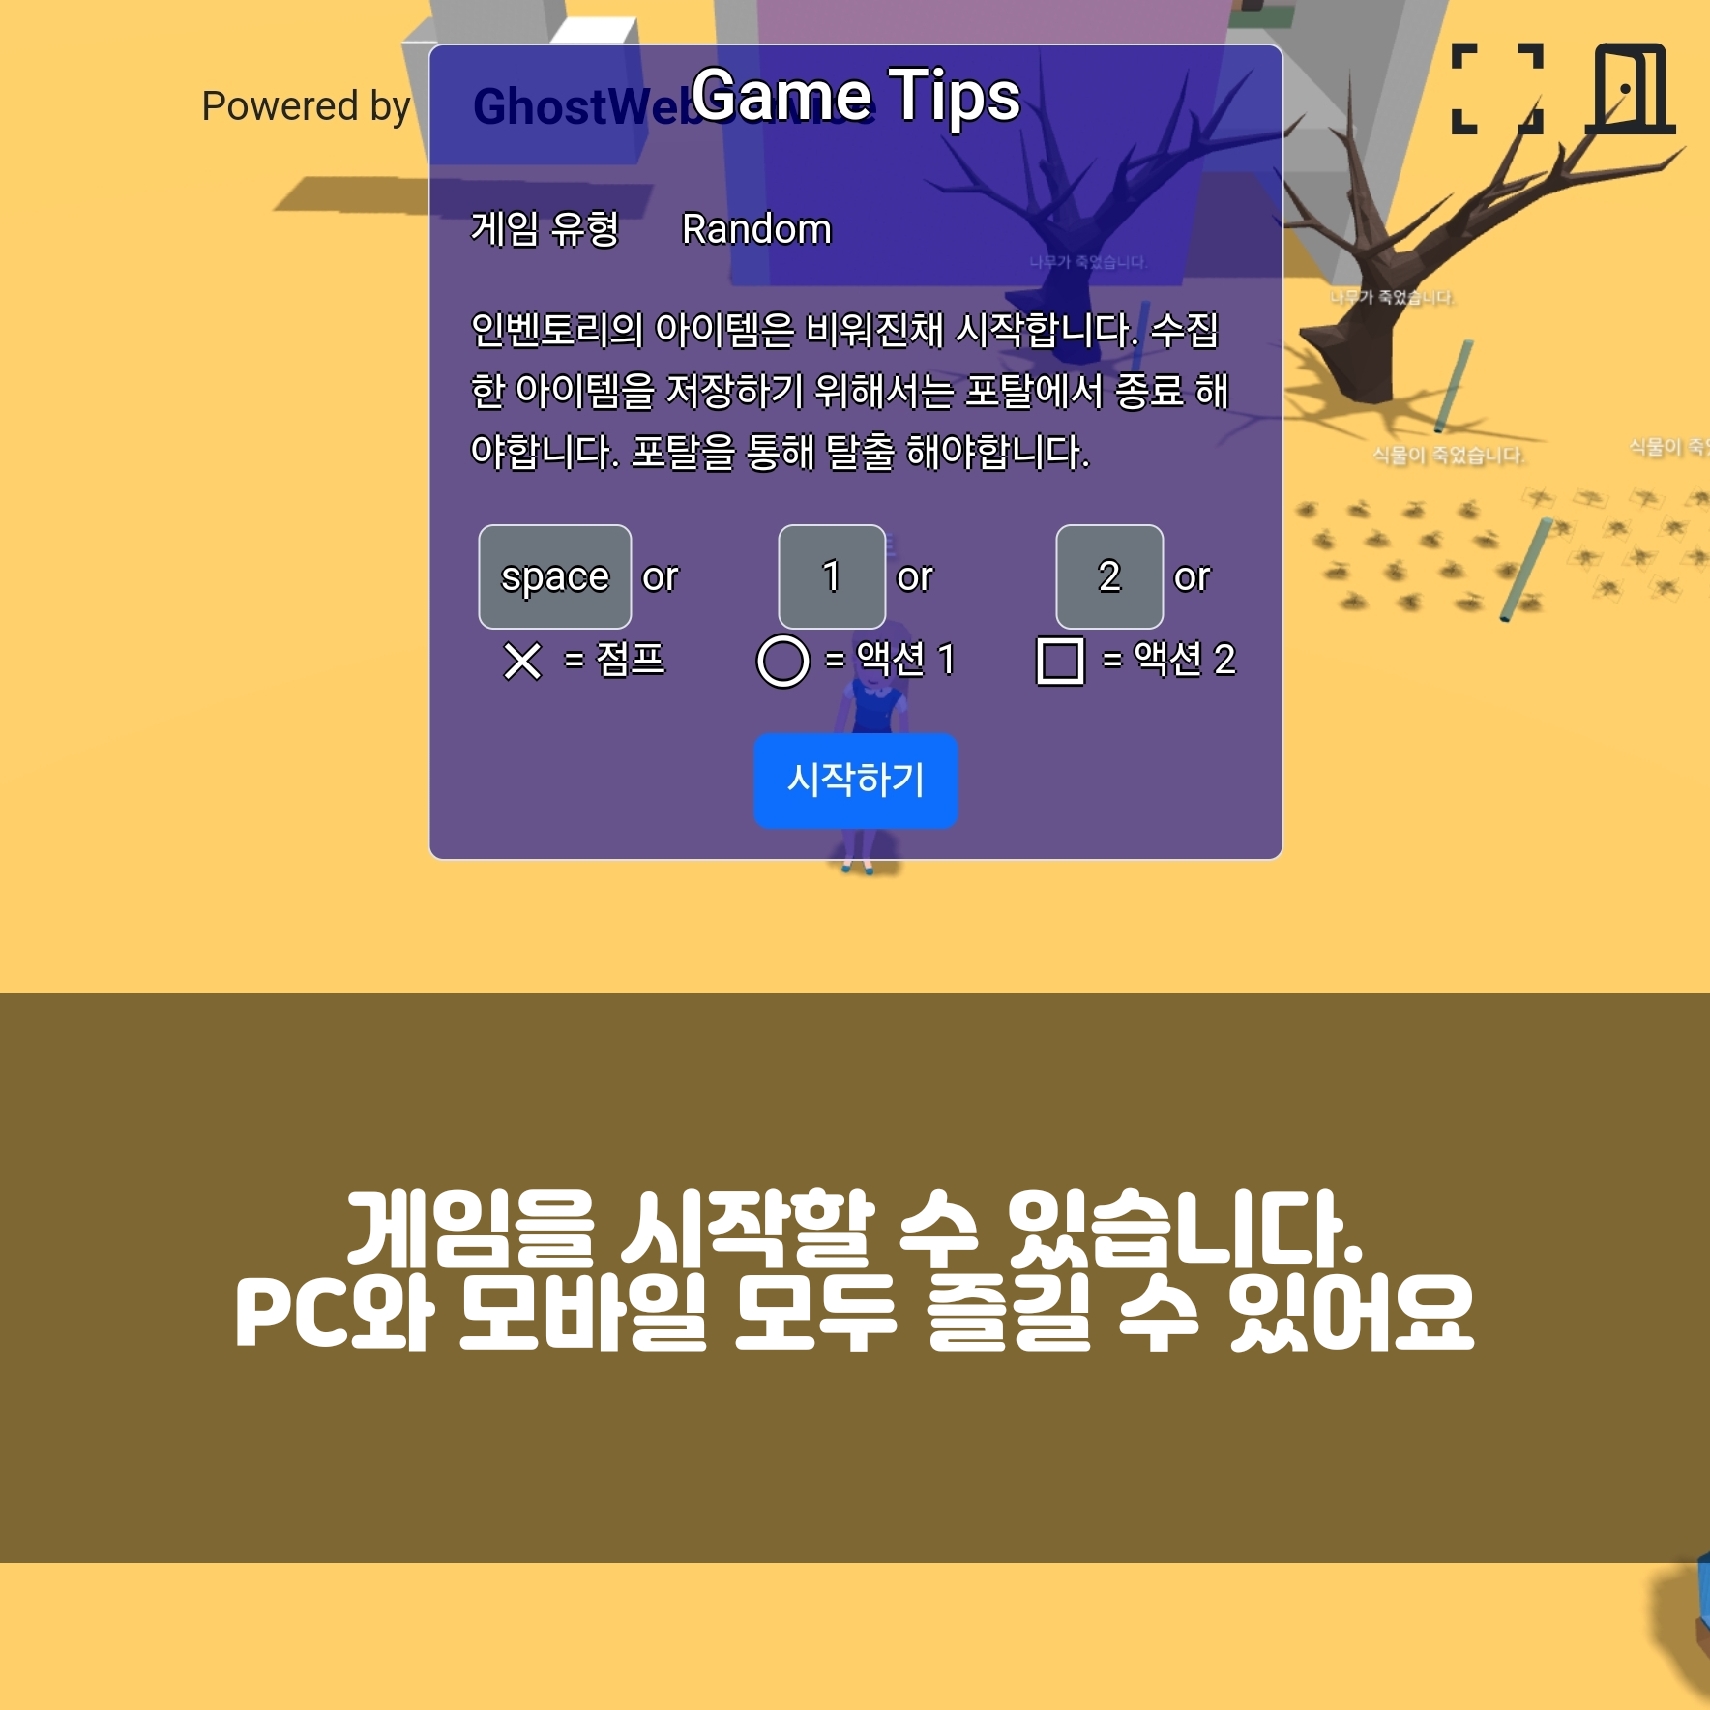 Powered by GhostWebService
Game Tips
게임 유형 Random
나무가 죽었습니다.
나무가 죽었습니다.
인벤토리의 아이템은 비워진채 시작합니다. 수집
한 아이템을 저장하기 위해서는 포탈에서 종료 해
야합니다. 포탈을 통해 탈출 해야합니다.
식물이 죽었습니다.
식물이
space or 1 or 2 or
= 점프 = 액션 1 = 액션 2
시작하기
게임을 시작할 수 있습니다.
PC와 모바일 모두 즐길 수 있어요